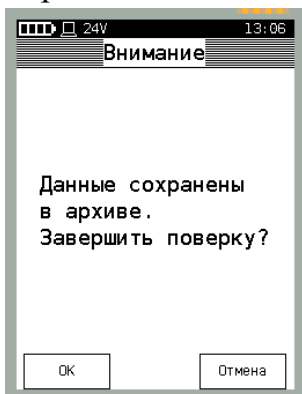 24V 13:06
Внимание
Данные сохранены
в архиве.
Завершить поверку?
OK Отмена